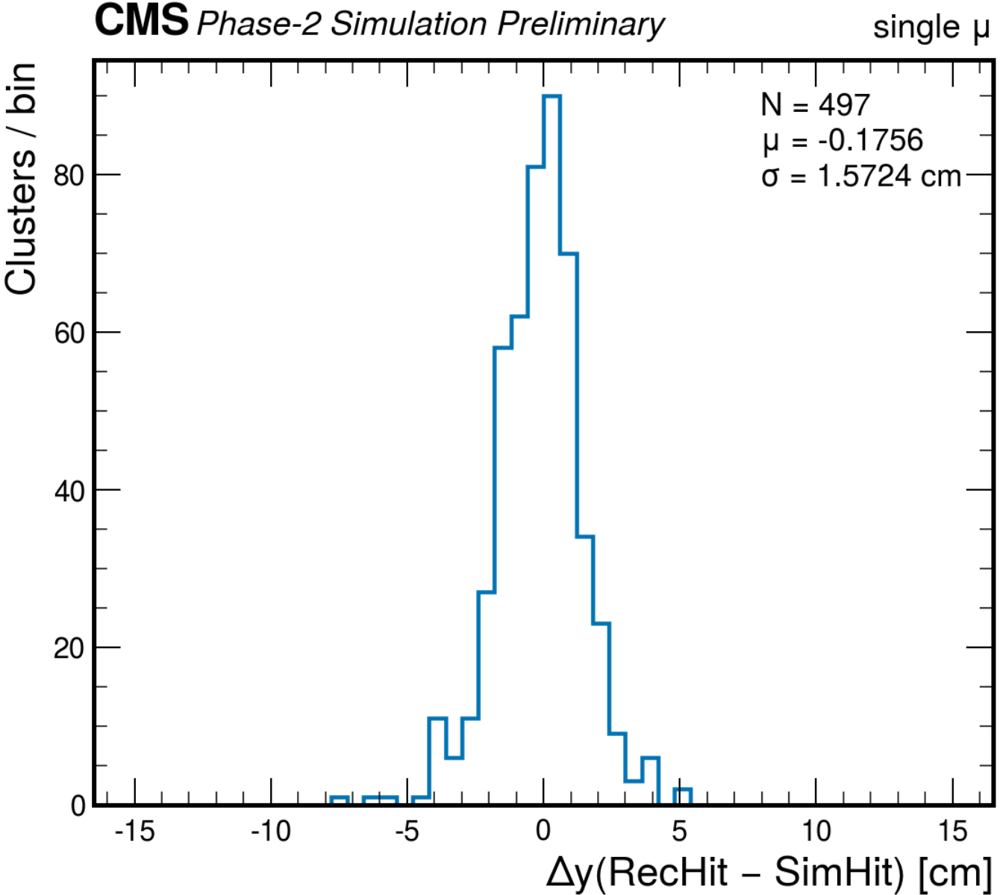 CMS Phase-2 Simulation Preliminary single μ
Clusters / bin
N = 497
μ = -0.1756
σ = 1.5724 cm
80
60
40
20
0
-15 -10 -5 0 5 10 15
Δy(RecHit − SimHit) [cm]